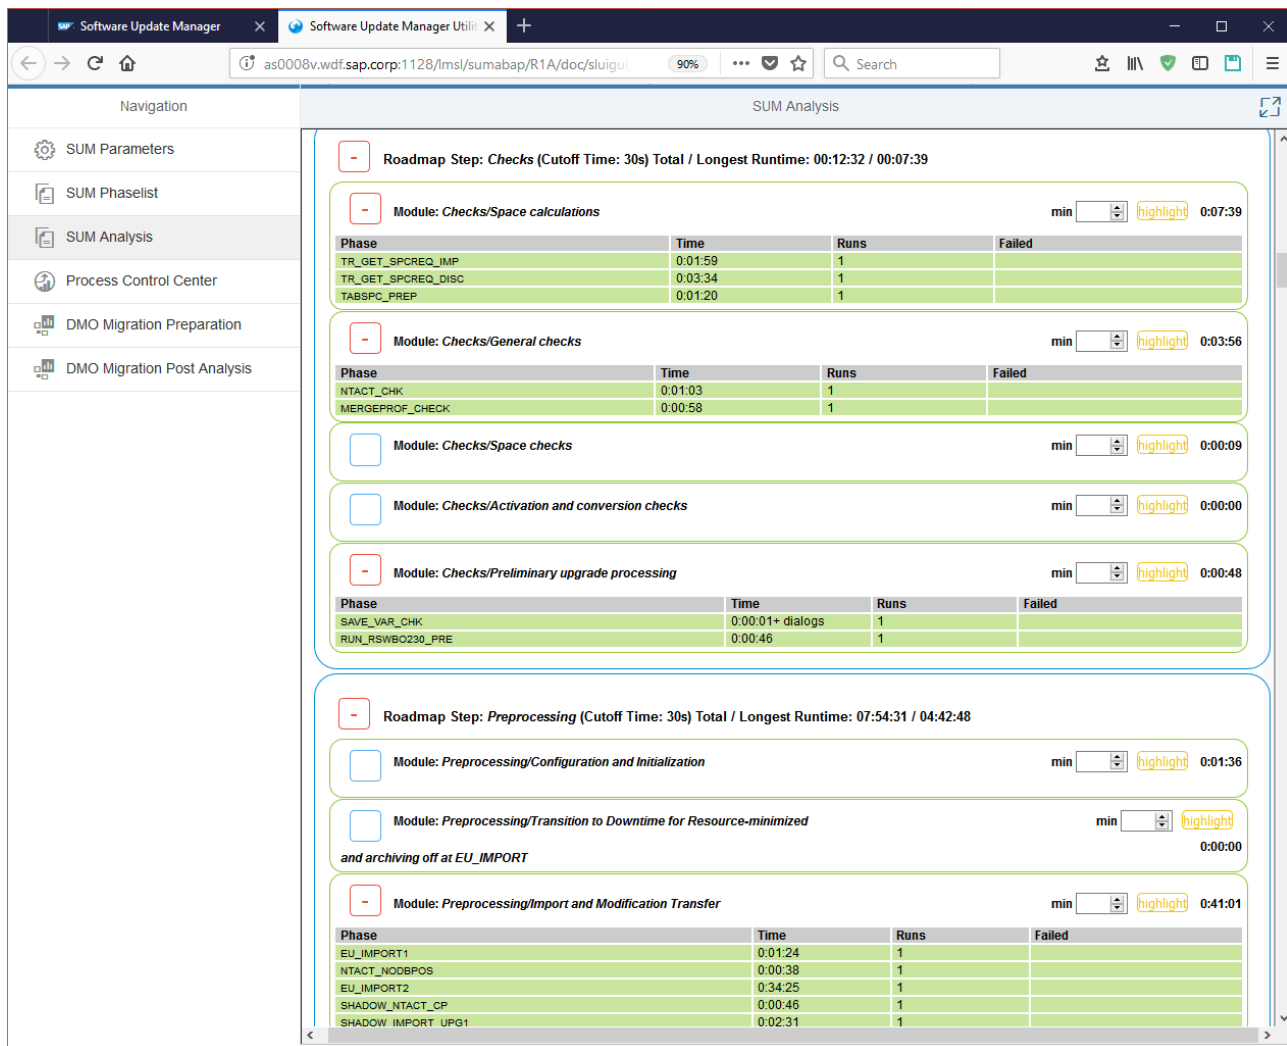 SAP Software Update Manager
Software Update Manager Utilit
as0008v.wdf.sap.corp:1128/lmsl/sumabap/R1A/doc/sluigui
90%
Search
Navigation
SUM Analysis
SUM Parameters
SUM Phaselist
SUM Analysis
Process Control Center
DMO Migration Preparation
DMO Migration Post Analysis
- Roadmap Step: Checks (Cutoff Time: 30s) Total / Longest Runtime: 00:12:32 / 00:07:39
- Module: Checks/Space calculations min highlight 0:07:39
Phase Time Runs Failed
TR_GET_SPCREQ_IMP 0:01:59 1
TR_GET_SPCREQ_DISC 0:03:34 1
TABSPC_PREP 0:01:20 1
- Module: Checks/General checks min highlight 0:03:56
Phase Time Runs Failed
NTACT_CHK 0:01:03 1
MERGEPROF_CHECK 0:00:58 1
Module: Checks/Space checks min highlight 0:00:09
Module: Checks/Activation and conversion checks min highlight 0:00:00
- Module: Checks/Preliminary upgrade processing min highlight 0:00:48
Phase Time Runs Failed
SAVE_VAR_CHK 0:00:01+ dialogs 1
RUN_RSWBO230_PRE 0:00:46 1
- Roadmap Step: Preprocessing (Cutoff Time: 30s) Total / Longest Runtime: 07:54:31 / 04:42:48
Module: Preprocessing/Configuration and Initialization min highlight 0:01:36
Module: Preprocessing/Transition to Downtime for Resource-minimized min highlight
0:00:00
and archiving off at EU_IMPORT
- Module: Preprocessing/Import and Modification Transfer min highlight 0:41:01
Phase Time Runs Failed
EU_IMPORT1 0:01:24 1
NTACT_NODBPOS 0:00:38 1
EU_IMPORT2 0:34:25 1
SHADOW_NTACT_CP 0:00:46 1
SHADOW_IMPORT_UPG1 0:02:31 1